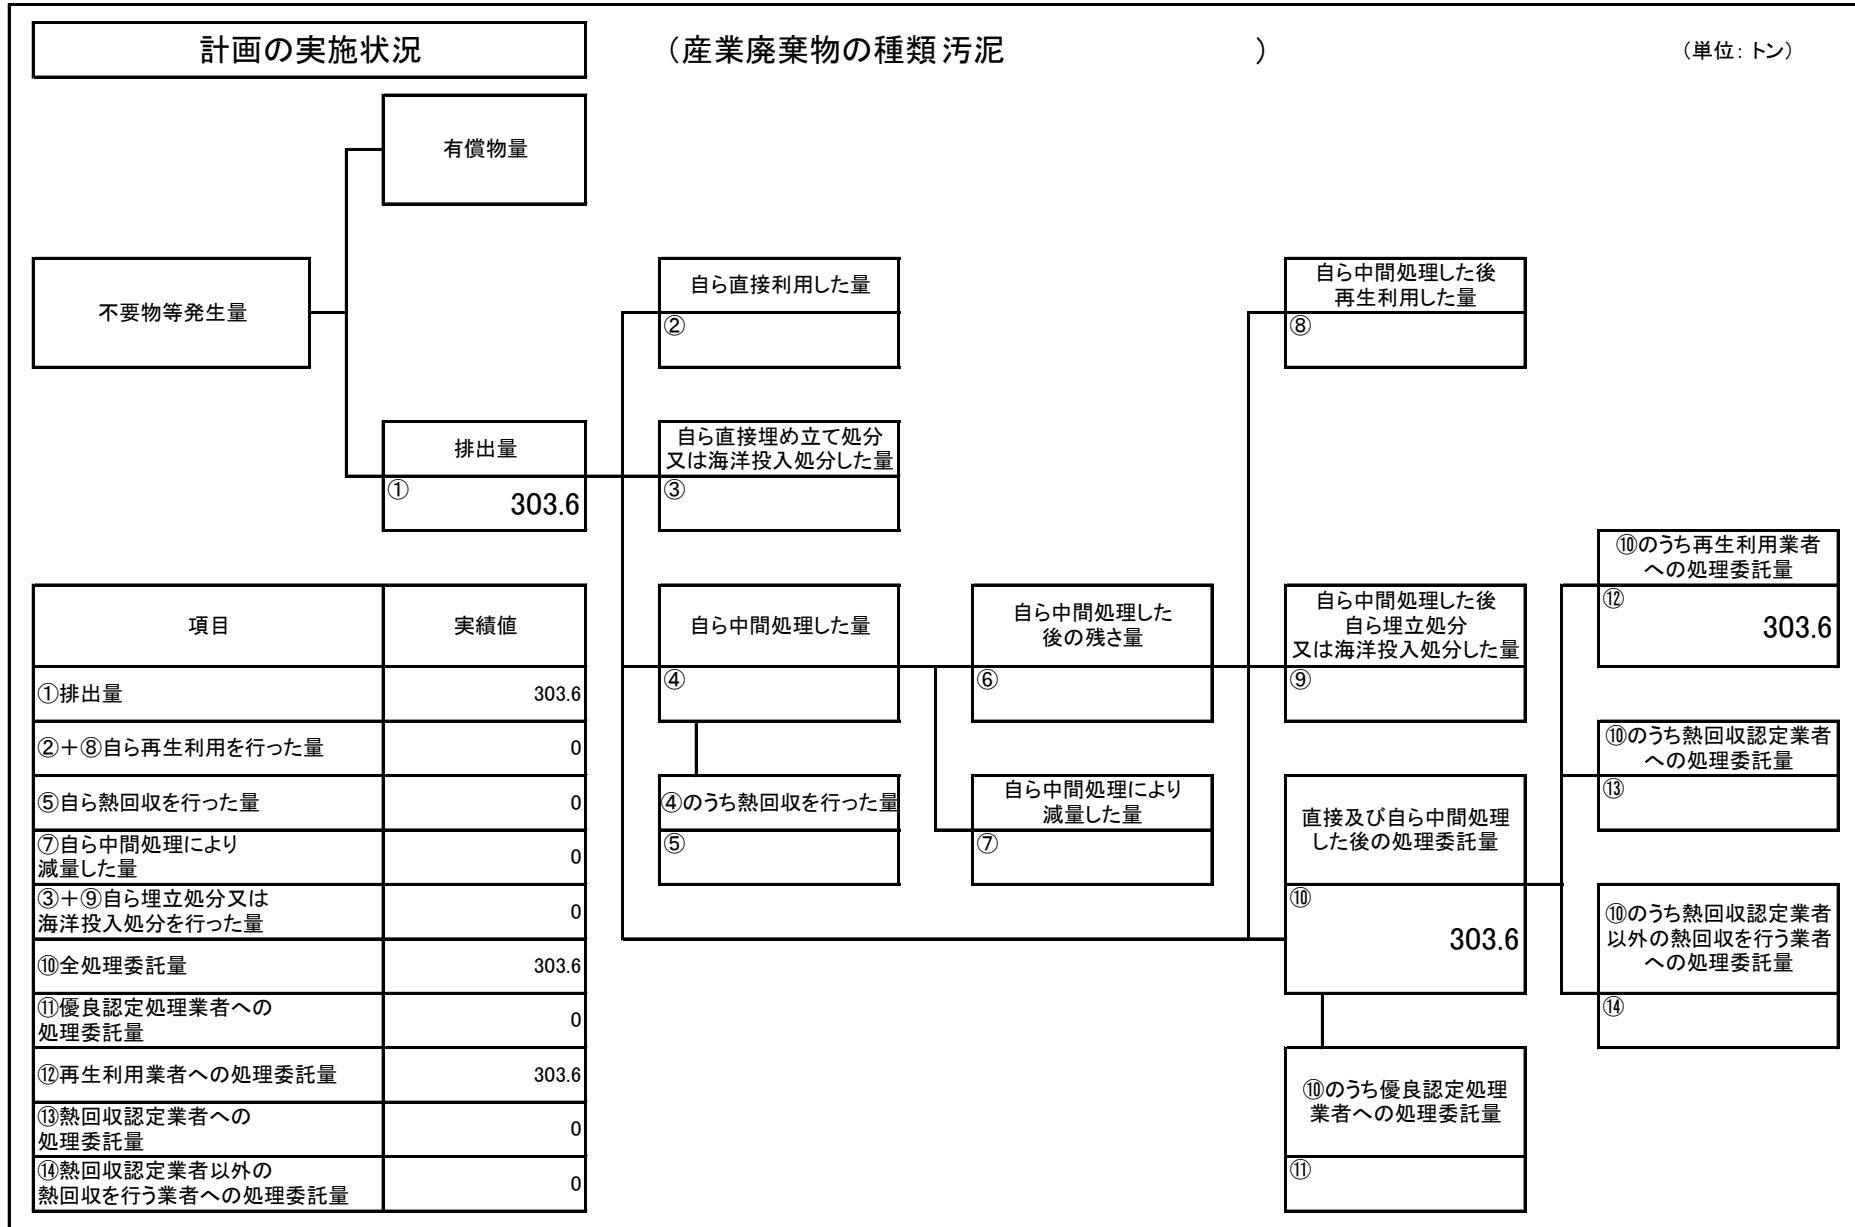 計画の実施状況
（産業廃棄物の種類 汚泥　　　　）
（単位：トン）
有償物量
不要物等発生量
自ら直接利用した量
②
自ら中間処理した後
再生利用した量
⑧
排出量
①
303.6
自ら直接埋め立て処分
又は海洋投入処分した量
③
⑩のうち再生利用業者
への処理委託量
⑫
303.6
自ら中間処理した量
④
自ら中間処理した
後の残さ量
⑥
自ら中間処理した後
自ら埋立処分
又は海洋投入処分した量
⑨
⑩のうち熱回収認定業者
への処理委託量
⑬
④のうち熱回収を行った量
⑤
自ら中間処理により
減量した量
⑦
直接及び自ら中間処理
した後の処理委託量
⑩
303.6
⑩のうち熱回収認定業者
以外の熱回収を行う業者
への処理委託量
⑭
⑩のうち優良認定処理
業者への処理委託量
⑪
項目 実績値
①排出量 303.6
②＋⑧自ら再生利用を行った量 0
⑤自ら熱回収を行った量 0
⑦自ら中間処理により
減量した量 0
③＋⑨自ら埋立処分又は
海洋投入処分を行った量 0
⑩全処理委託量 303.6
⑪優良認定処理業者への
処理委託量 0
⑫再生利用業者への処理委託量 303.6
⑬熱回収認定業者への
処理委託量 0
⑭熱回収認定業者以外の
熱回収を行う業者への処理委託量 0